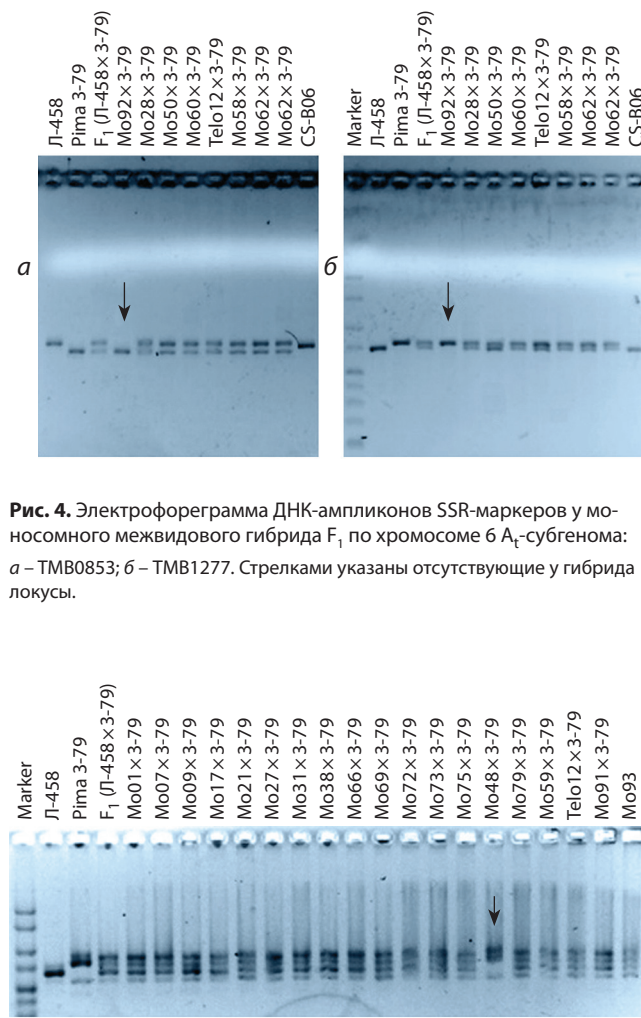 Л-458
Pima 3-79
F1 (Л-458×3-79)
Mo92×3-79
Mo28×3-79
Mo50×3-79
Mo60×3-79
Telo12×3-79
Mo58×3-79
Mo62×3-79
Mo62×3-79
CS-B06
Marker
Л-458
Pima 3-79
F1 (Л-458×3-79)
Mo92×3-79
Mo28×3-79
Mo50×3-79
Mo60×3-79
Telo12×3-79
Mo58×3-79
Mo62×3-79
Mo62×3-79
CS-B06
а
б
Рис. 4. Электрофореграмма ДНК-ампликонов SSR-маркеров у мо-
носомного межвидового гибрида F1 по хромосоме 6 At-субгенома:
а – TMB0853; б – TMB1277. Стрелками указаны отсутствующие у гибрида
локусы.
Marker
Л-458
Pima 3-79
F1 (Л-458×3-79)
Mo01×3-79
Mo07×3-79
Mo09×3-79
Mo17×3-79
Mo21×3-79
Mo27×3-79
Mo31×3-79
Mo38×3-79
Mo66×3-79
Mo69×3-79
Mo72×3-79
Mo73×3-79
Mo75×3-79
Mo48×3-79
Mo79×3-79
Mo59×3-79
Telo12×3-79
Mo91×3-79
Mo93